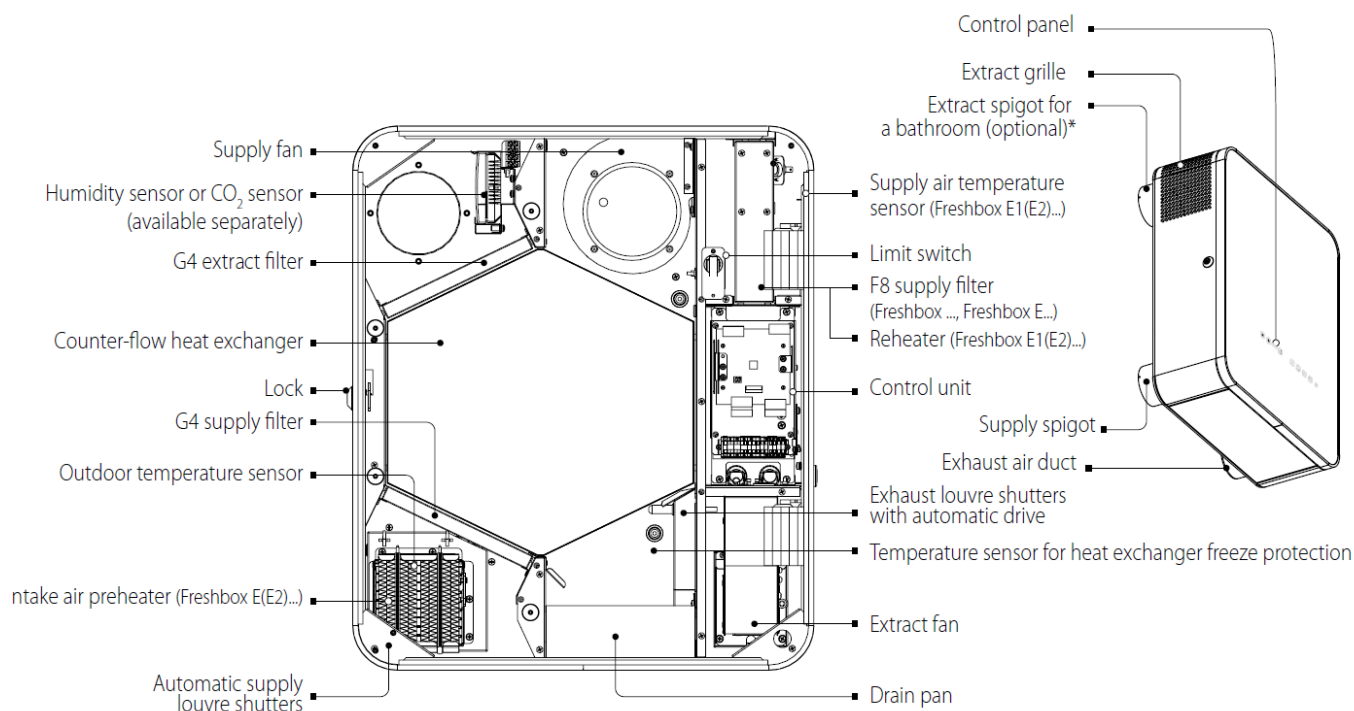 Supply fan
Humidity sensor or CO₂ sensor
(available separately)
G4 extract filter
Counter-flow heat exchanger
Lock
G4 supply filter
Outdoor temperature sensor
ntake air preheater (Freshbox E(E2)...)
Automatic supply
louvre shutters
Supply air temperature
sensor (Freshbox E1(E2)...)
Limit switch
F8 supply filter
(Freshbox ..., Freshbox E...)
Reheater (Freshbox E1(E2)...)
Control unit
Exhaust louvre shutters
with automatic drive
Temperature sensor for heat exchanger freeze protection
Extract fan
Drain pan
Control panel
Extract grille
Extract spigot for
a bathroom (optional)*
Supply spigot
Exhaust air duct